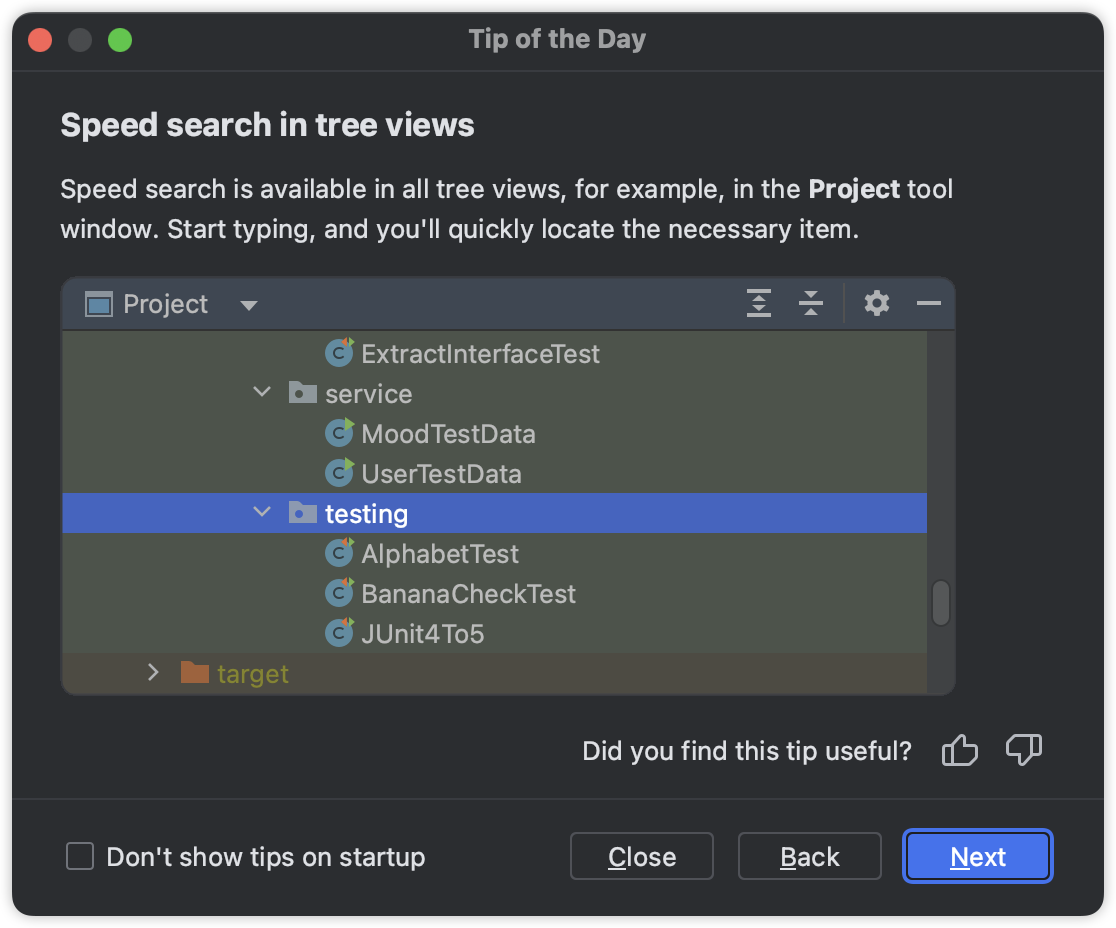 Tip of the Day
Speed search in tree views
Speed search is available in all tree views, for example, in the Project tool
window. Start typing, and you'll quickly locate the necessary item.
Project
ExtractInterfaceTest
service
MoodTestData
UserTestData
testing
AlphabetTest
BananaCheckTest
JUnit4To5
target
Did you find this tip useful?
Don't show tips on startup
Close
Back
Next